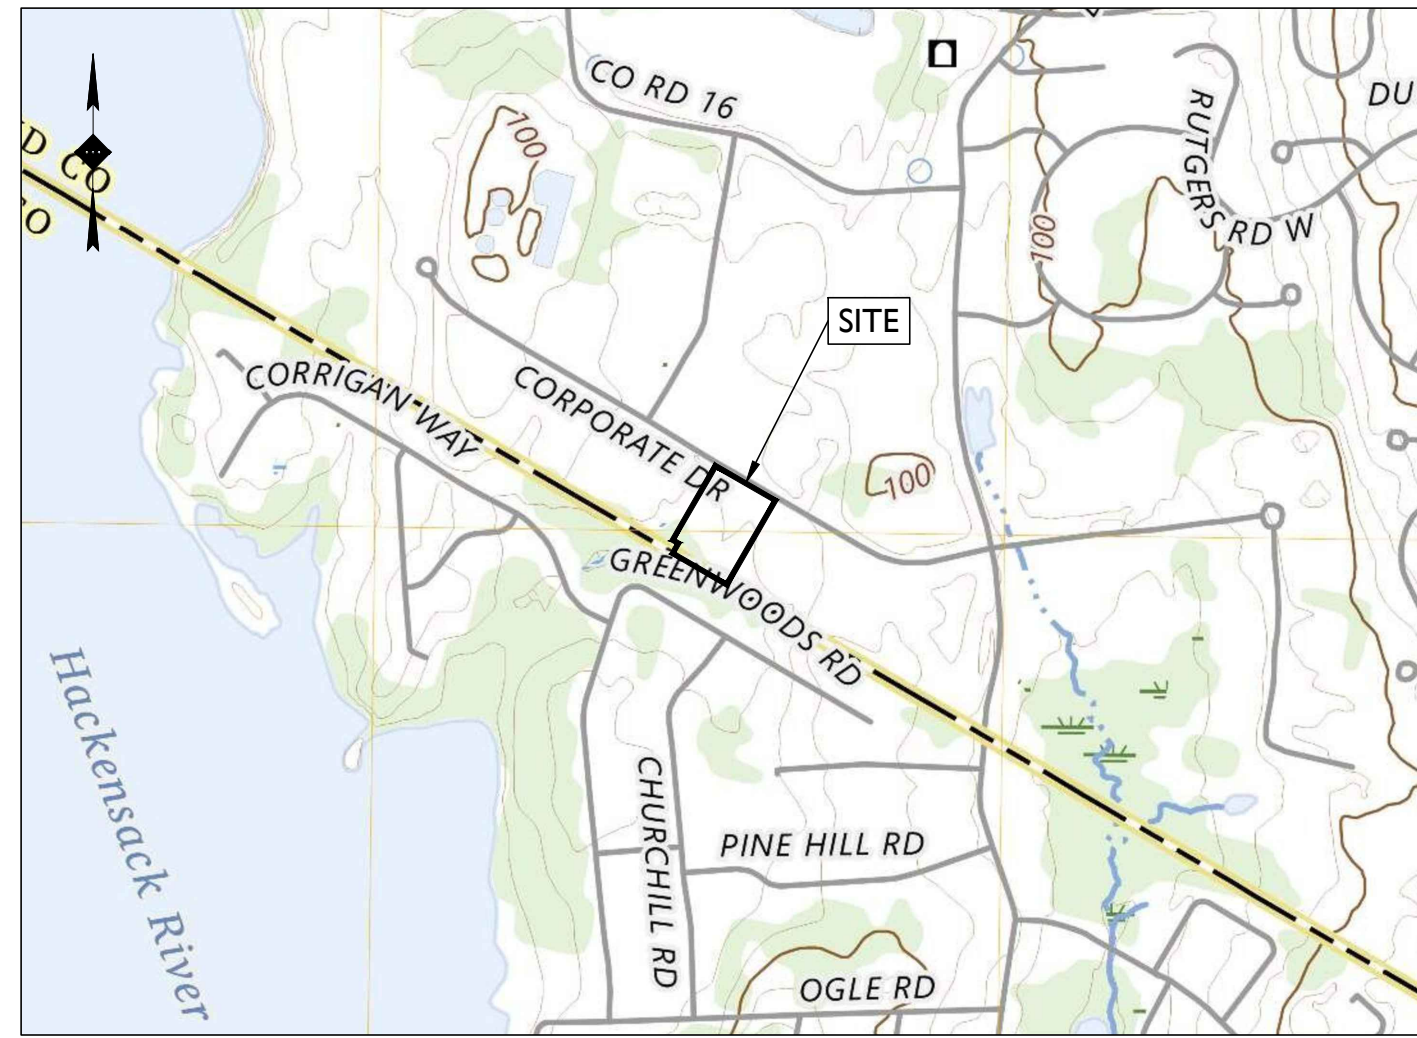 CO RD 16
100
RUTGERS RD W
DU
D CO
O
100
SITE
CORRIGAN WAY
CORPORATE DR
100
GREENWOODS RD
Hackensack River
CHURCHILL RD
PINE HILL RD
OGLE RD